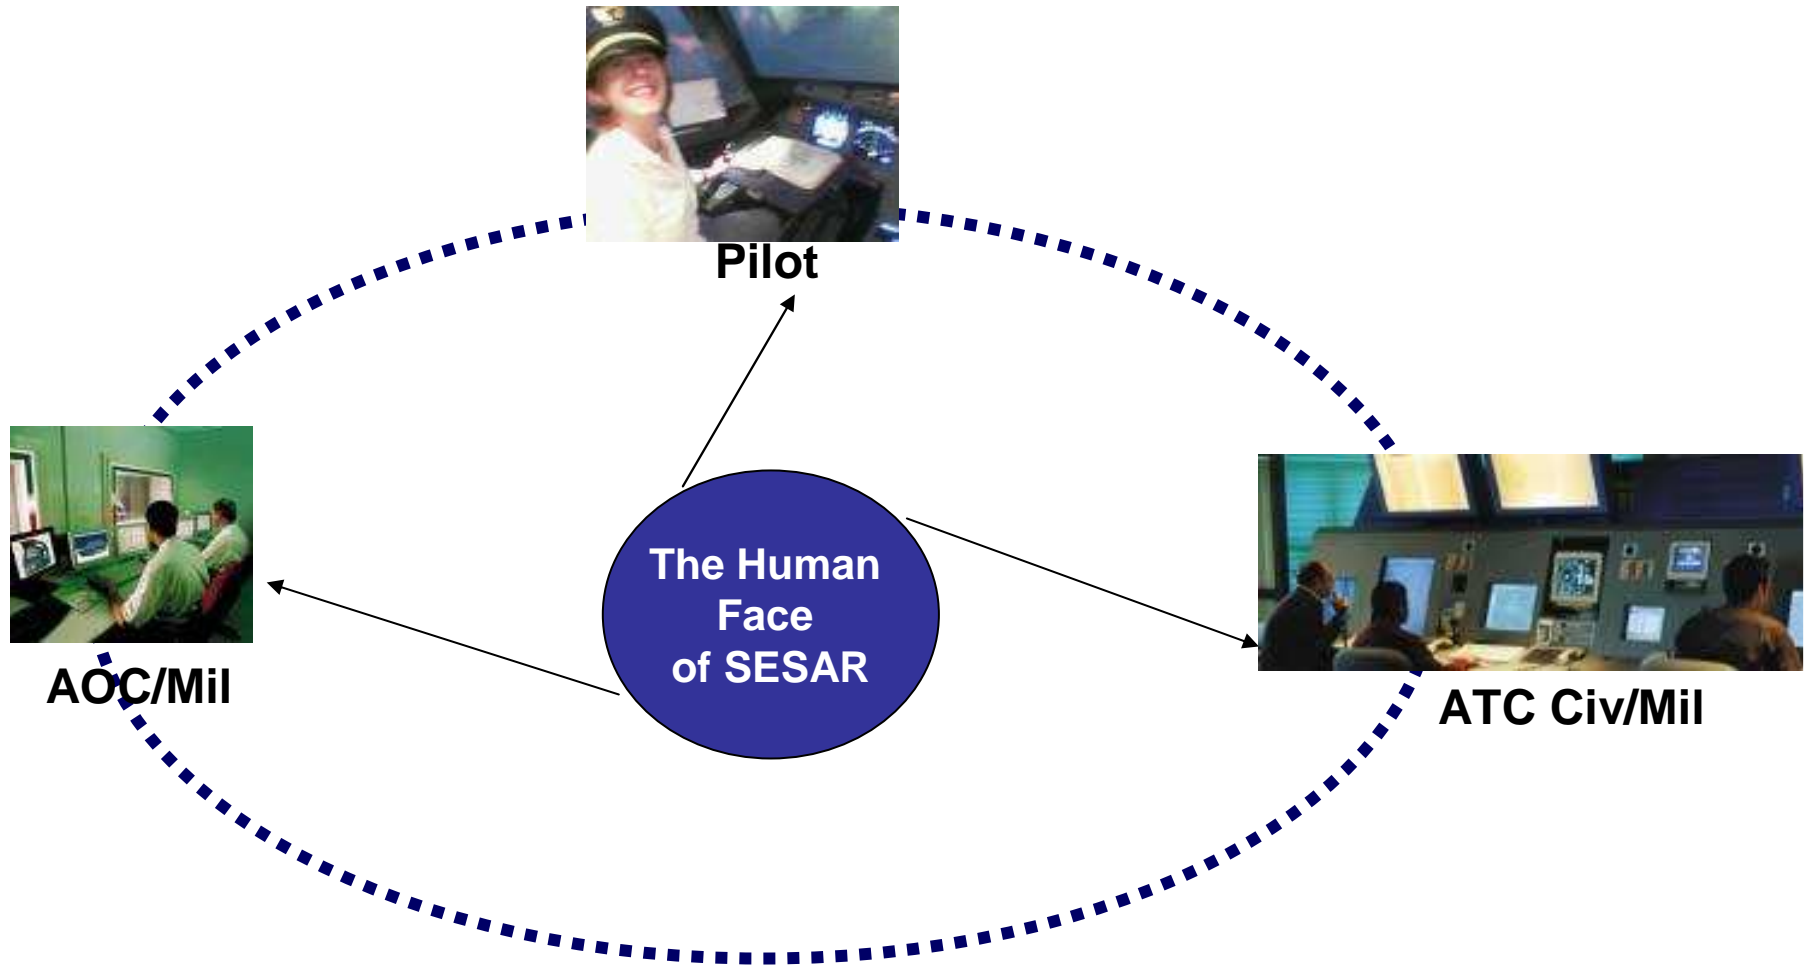 Pilot
The Human
Face
of SESAR
AOC/Mil
ATC Civ/Mil